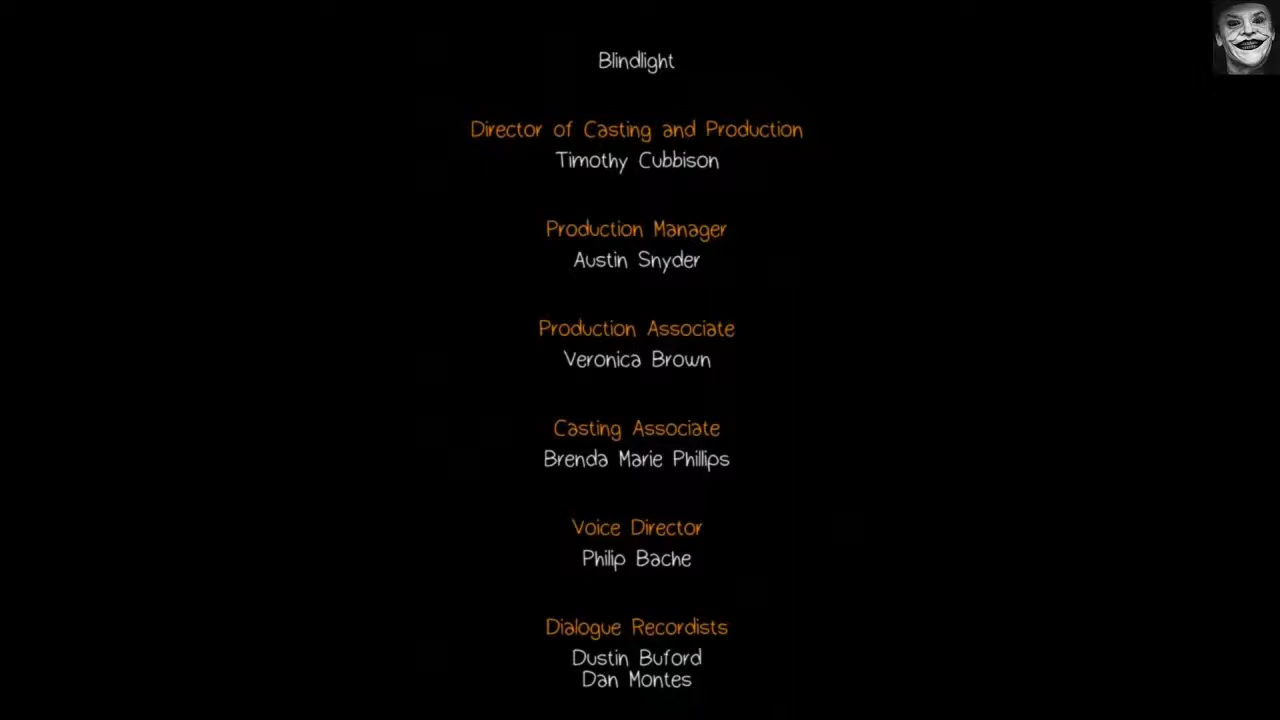 Blindlight
Director of Casting and Production
Timothy Cubbison
Production Manager
Austin Snyder
Production Associate
Veronica Brown
Casting Associate
Brenda Marie Phillips
Voice Director
Philip Bache
Dialogue Recordists
Dustin Buford
Dan Montes